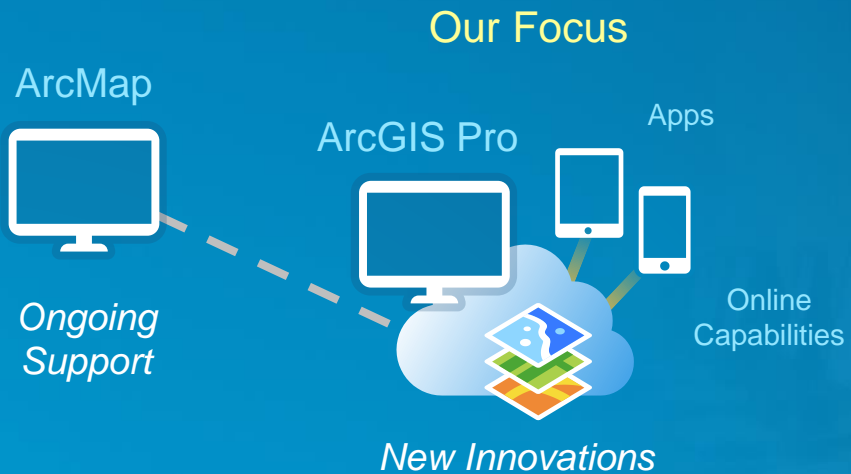 Our Focus
ArcMap
ArcGIS Pro
Apps
Ongoing
Support
Online
Capabilities
New Innovations